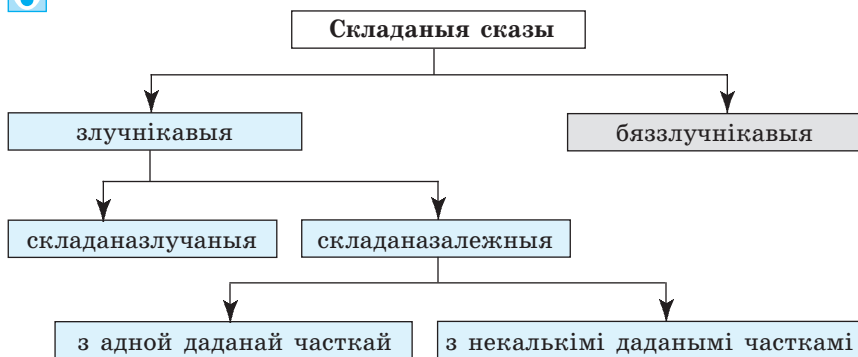 Складаныя сказы
злучнікавыя
бяззлучнікавыя
складаназлучаныя
складаназалежныя
з адной даданай часткай
з некалькімі даданымі часткамі